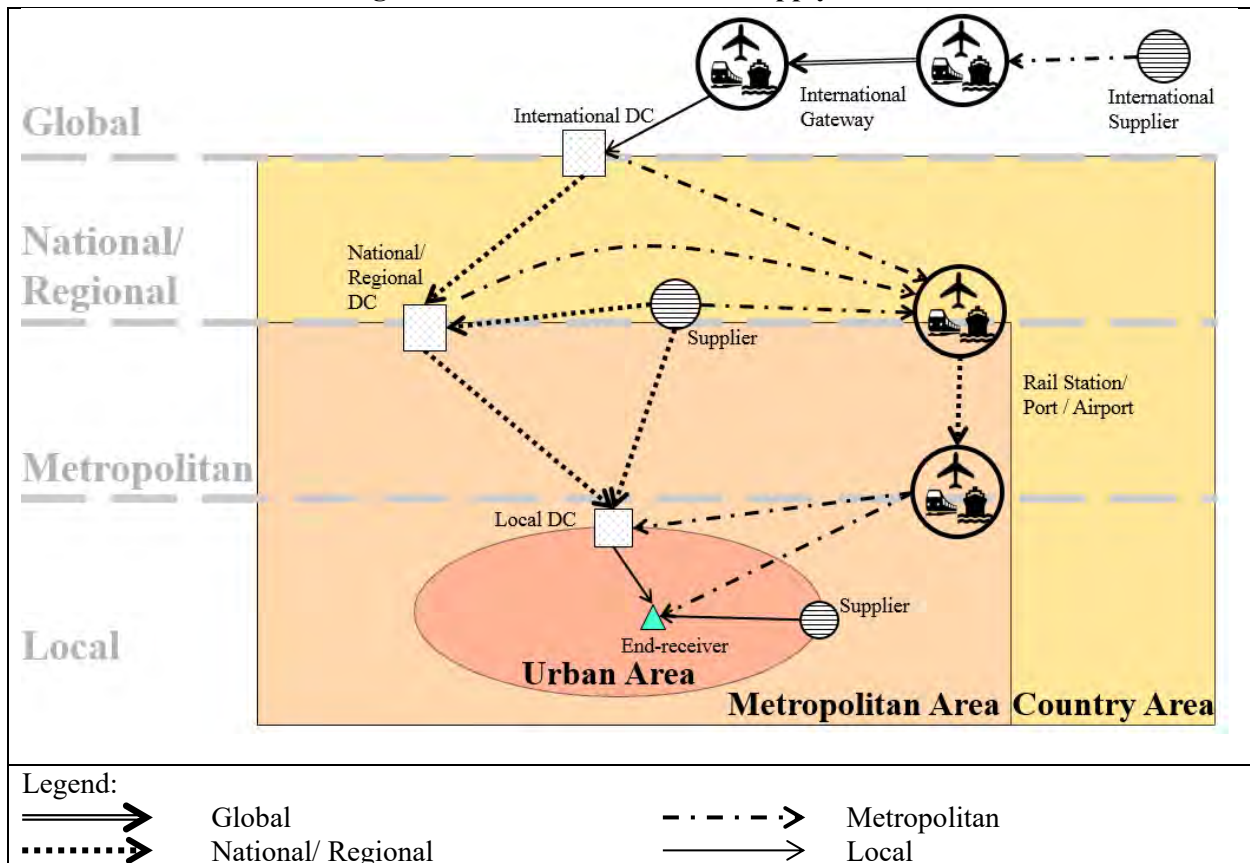 International DC
International
Gateway
International
Supplier
Global
National/
Regional
National/
Regional
DC
Supplier
Rail Station/
Port / Airport
Metropolitan
Local DC
Supplier
Local
End-receiver
Urban Area
Metropolitan Area
Country Area
Legend:
Global
Metropolitan
National/ Regional
Local